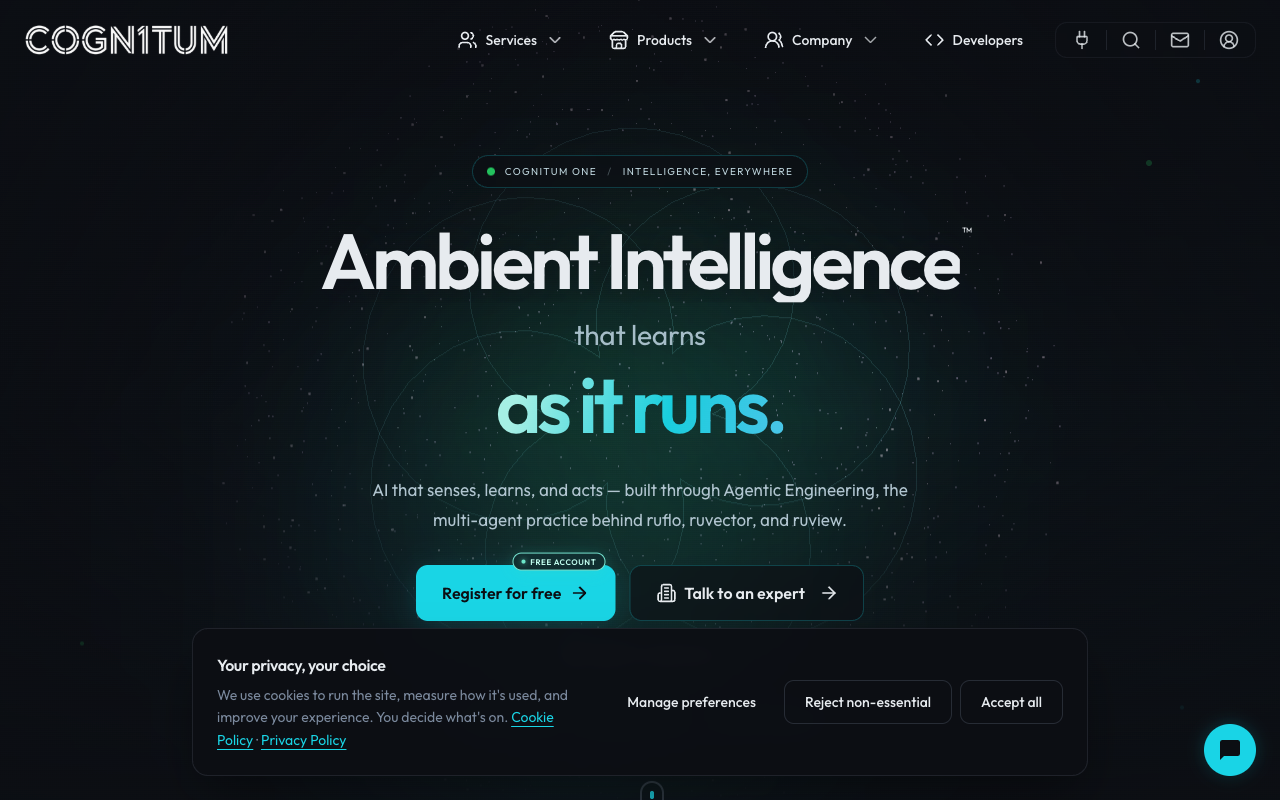 COGN1TUM
Services
Products
Company
Developers
COGNITUM ONE / INTELLIGENCE, EVERYWHERE
Ambient Intelligence™
that learns
as it runs.
AI that senses, learns, and acts — built through Agentic Engineering, the
multi-agent practice behind ruflo, ruvector, and ruview.
FREE ACCOUNT
Register for free
Talk to an expert
Your privacy, your choice
We use cookies to run the site, measure how it's used, and
improve your experience. You decide what's on. Cookie
Policy · Privacy Policy
Manage preferences
Reject non-essential
Accept all